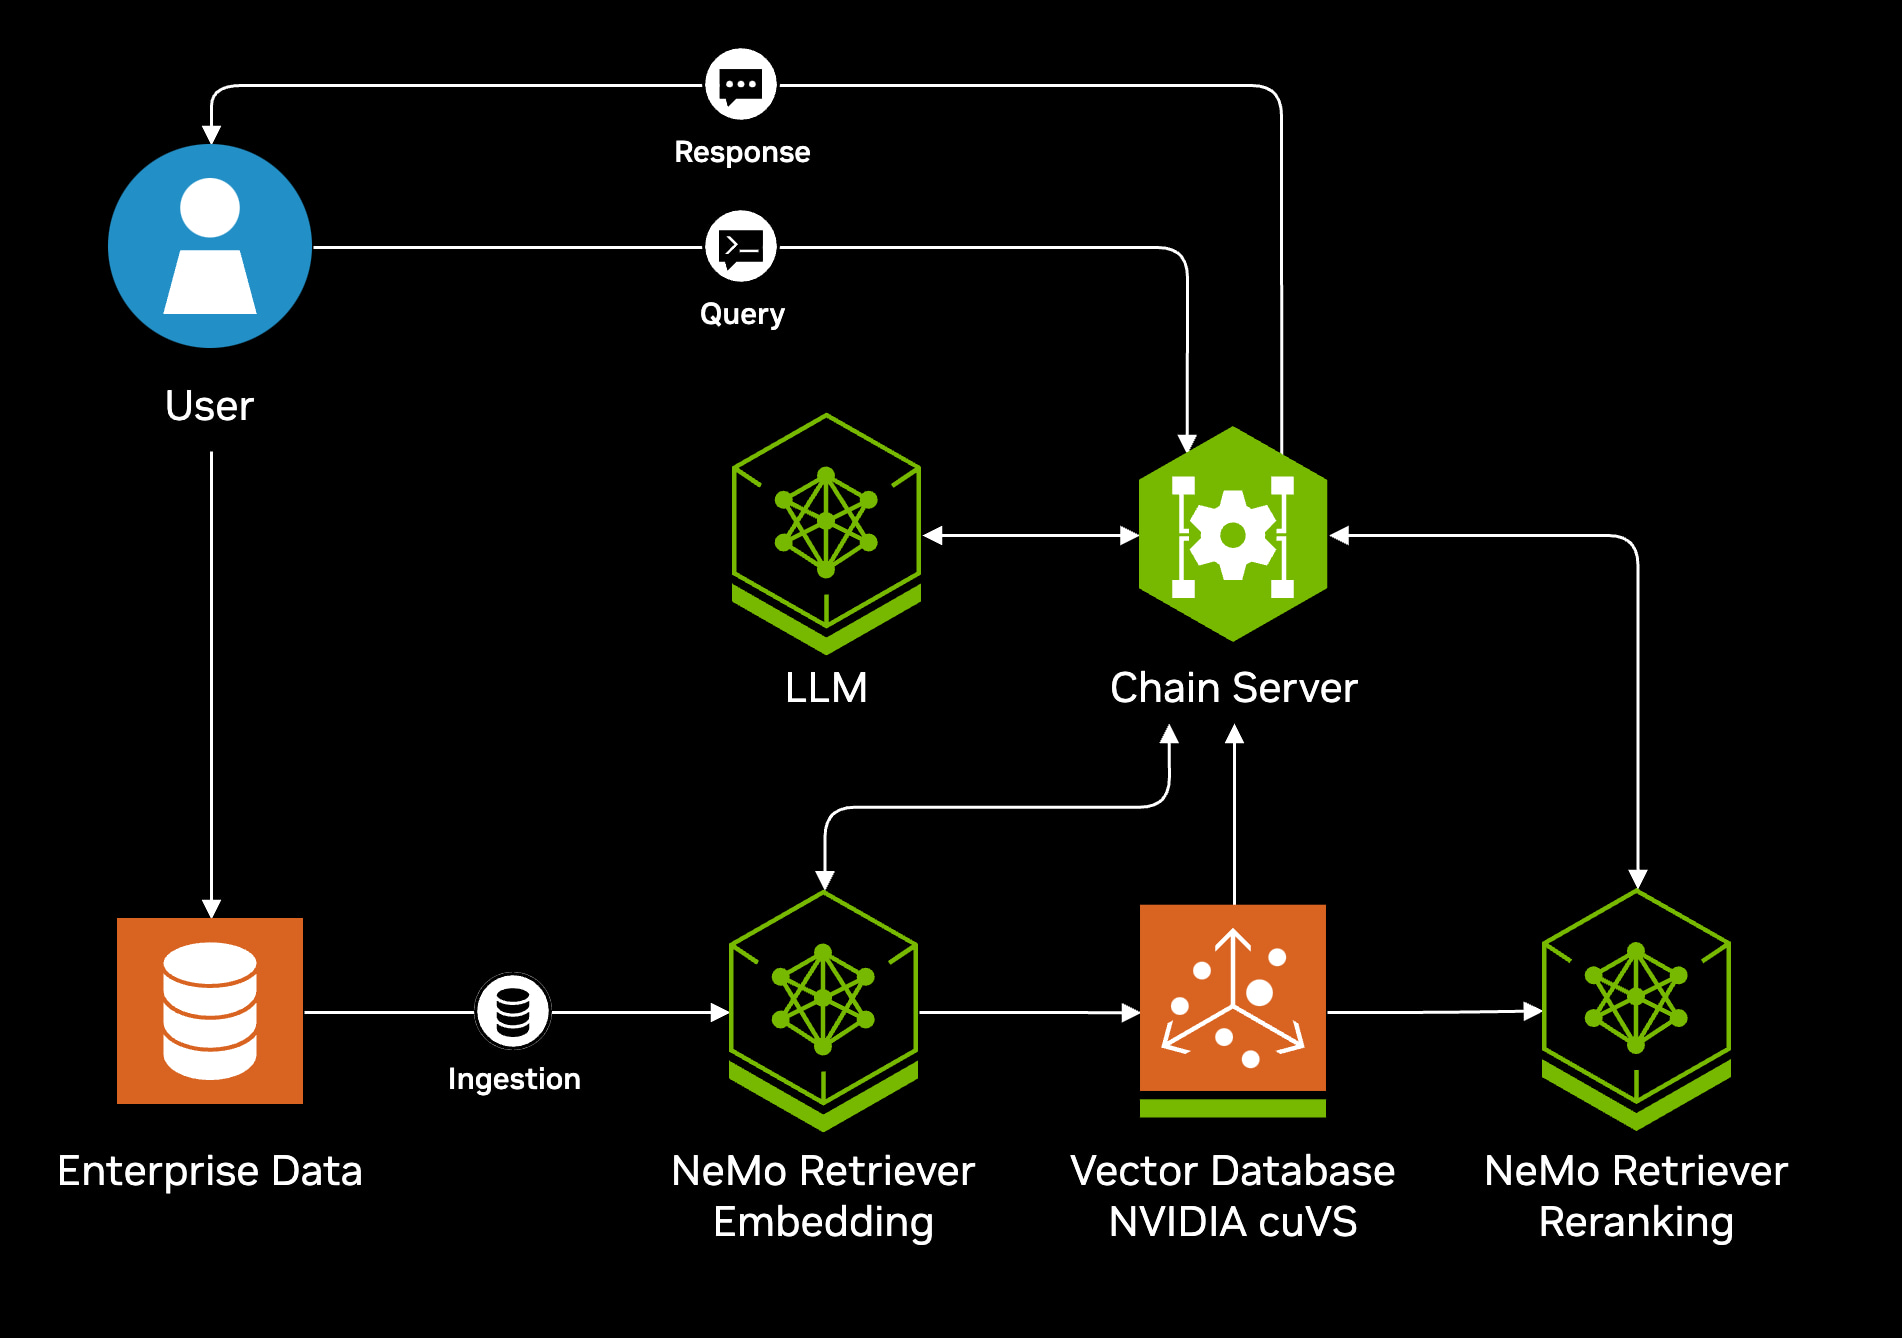 Response
Query
User
LLM
Chain Server
Ingestion
Enterprise Data
NeMo Retriever
Embedding
Vector Database
NVIDIA cuVS
NeMo Retriever
Reranking